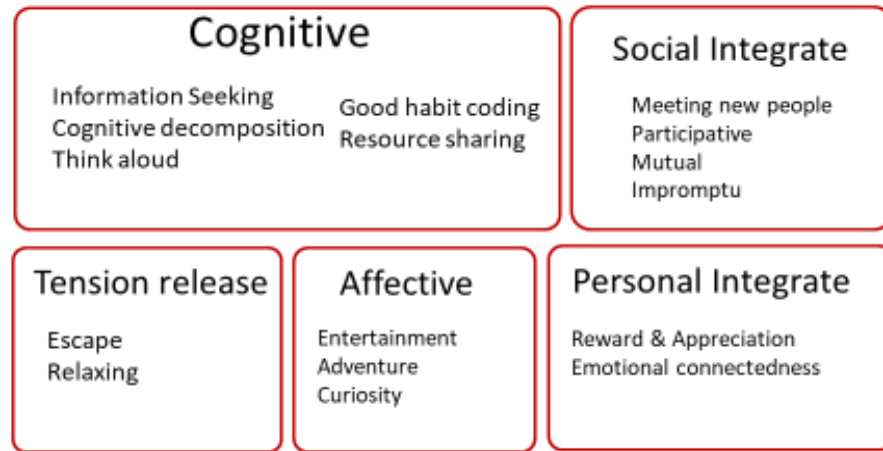 Cognitive
Information Seeking
Cognitive decomposition
Think aloud
Good habit coding
Resource sharing
Social Integrate
Meeting new people
Participative
Mutual
Impromptu
Tension release
Escape
Relaxing
Affective
Entertainment
Adventure
Curiosity
Personal Integrate
Reward & Appreciation
Emotional connectedness